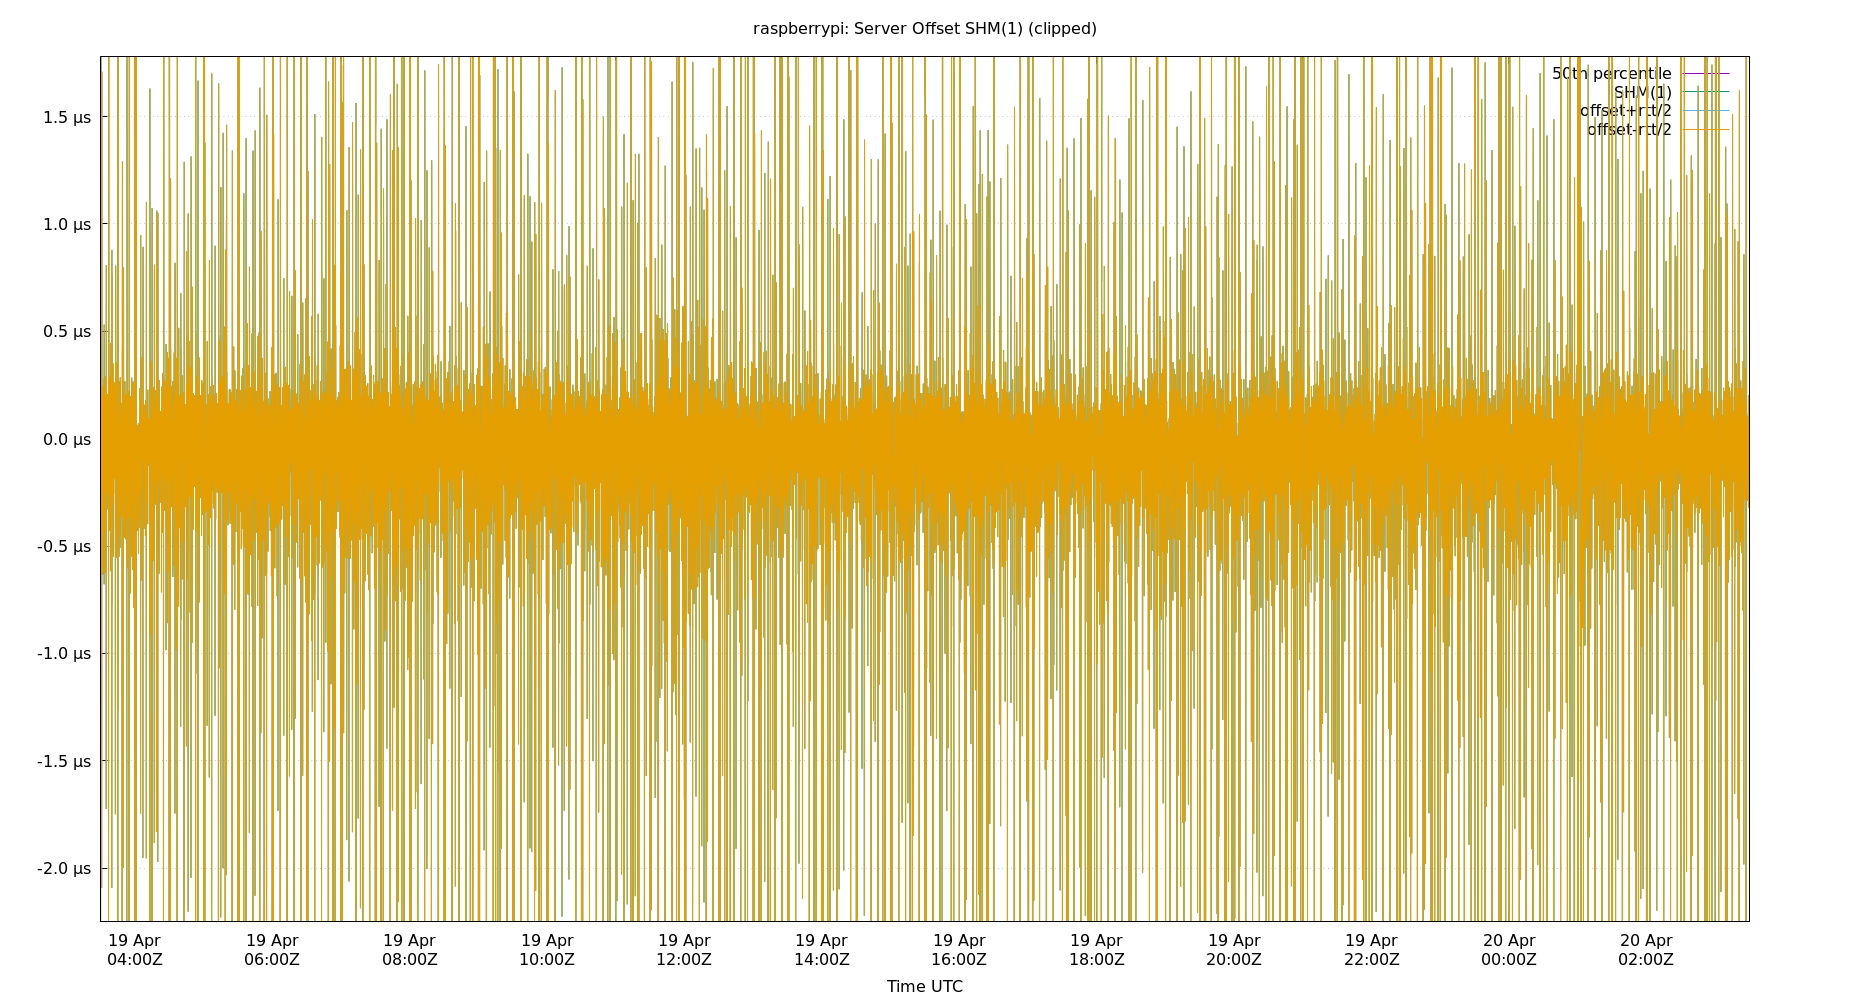 raspberrypi: Server Offset SHM(1) (clipped)
50th percentile
SHM(1)
offset+rtt/2
offset-rtt/2
1.5 µs
1.0 µs
0.5 µs
0.0 µs
-0.5 µs
-1.0 µs
-1.5 µs
-2.0 µs
19 Apr 19 Apr 19 Apr 19 Apr 19 Apr 19 Apr 19 Apr 19 Apr 19 Apr 19 Apr 20 Apr 20 Apr
04:00Z 06:00Z 08:00Z 10:00Z 12:00Z 14:00Z 16:00Z 18:00Z 20:00Z 22:00Z 00:00Z 02:00Z
Time UTC